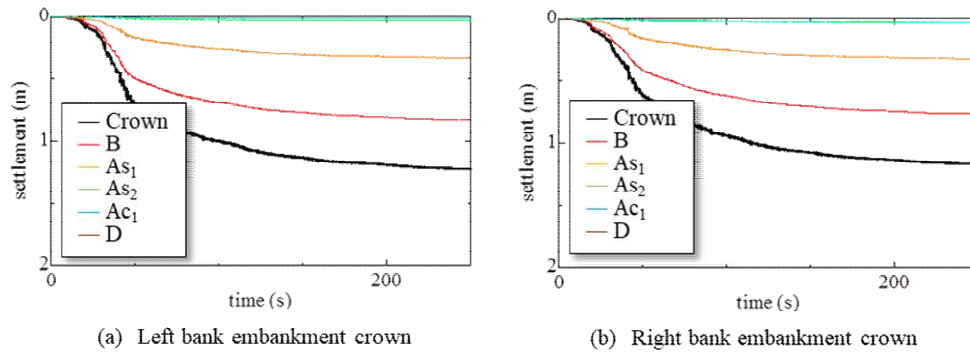 0
1
2
settlement (m)
Crown
B
As₁
As₂
Ac₁
D
0
200
time (s)
(a) Left bank embankment crown
0
1
2
settlement (m)
Crown
B
As₁
As₂
Ac₁
D
0
200
time (s)
(b) Right bank embankment crown